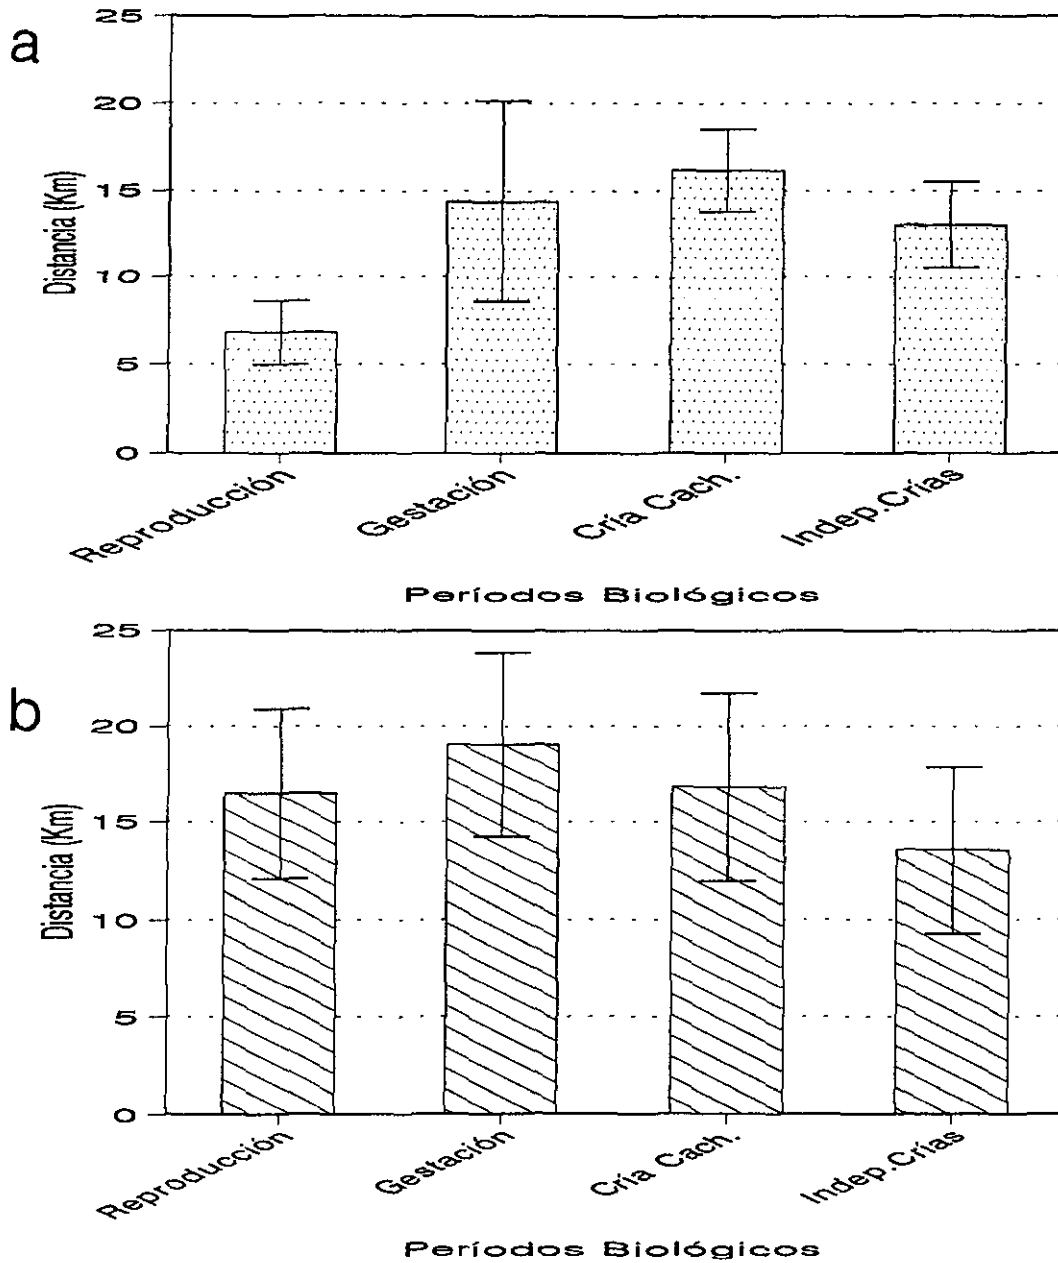 a
25
20
15
10
5
0
Distancia (Km)
Reproducción
Gestación
Cría Cach.
Indep.Crías
Períodos Biológicos
b
25
20
15
10
5
0
Distancia (Km)
Reproducción
Gestación
Cría Cach.
Indep.Crías
Períodos Biológicos